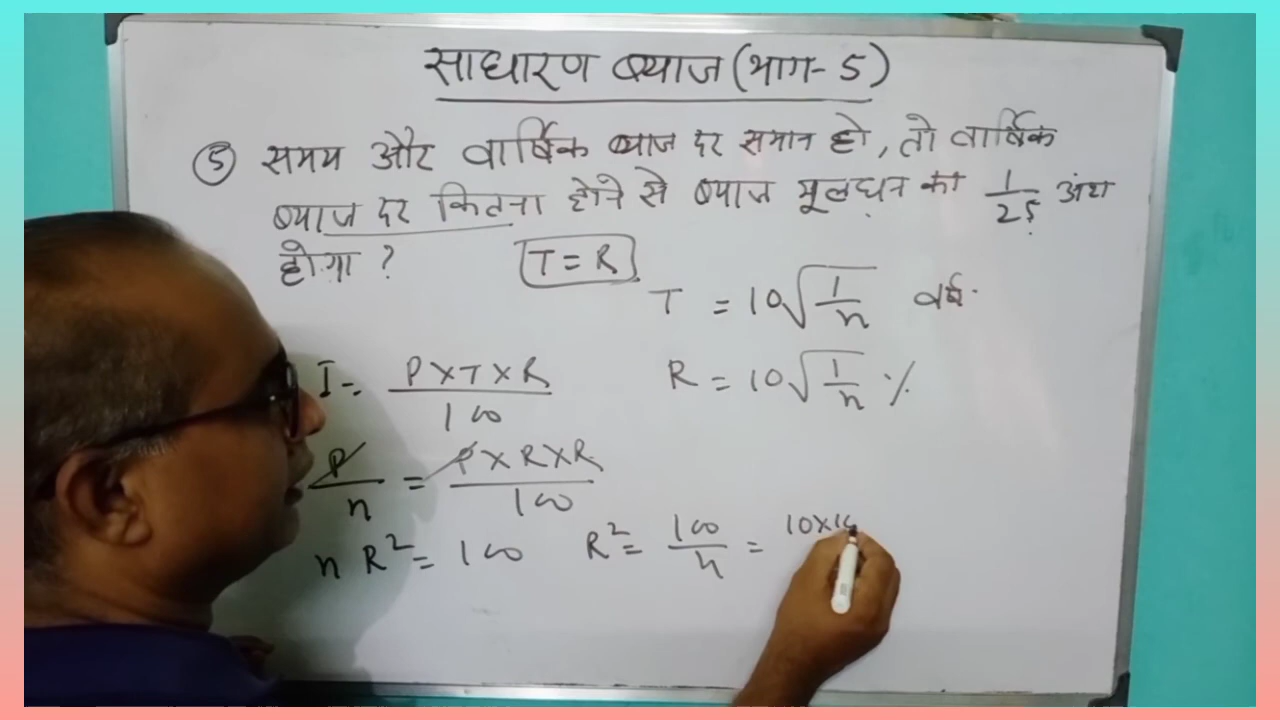 साधारण ब्याज (भाग- 5)
⑤ समय और वार्षिक ब्याज दर समान हो, तो वार्षिक
ब्याज दर कितना होने से ब्याज मूलधन का 1/25 अंश
होगा ?
T = R
T = 10√(1/n) वर्ष.
I = P×T×R/100
R = 10√(1/n) %
P/n = P×R×R/100
n R² = 100
R² = 100/n = 10×10